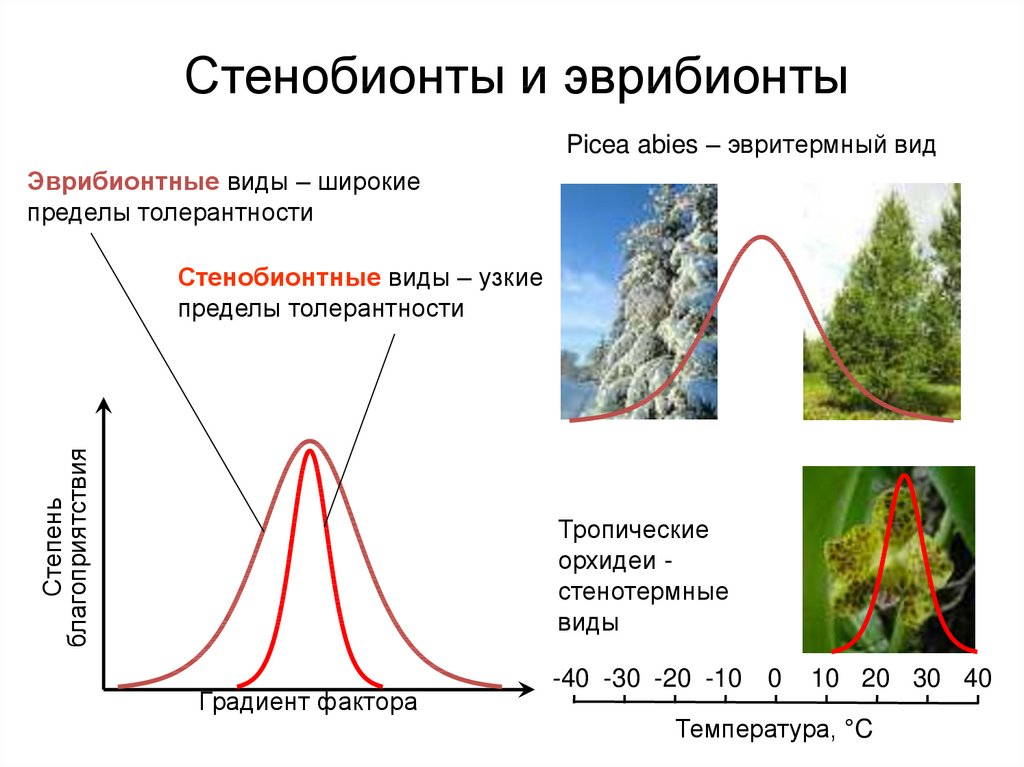 Стенобионты и эврибионты
Picea abies – эвритермный вид
Эврибионтные виды – широкие
пределы толерантности
Стенобионтные виды – узкие
пределы толерантности
Степень
благоприятствия
Градиент фактора
Тропические
орхидеи -
стенотермные
виды
-40 -30 -20 -10 0 10 20 30 40
Температура, °C